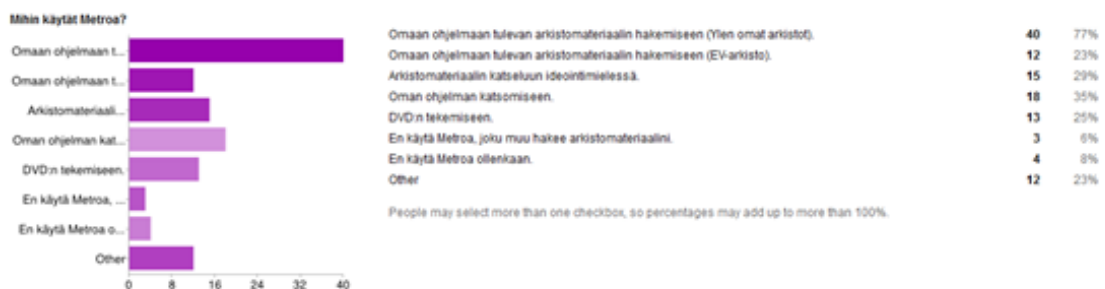 Mihin käytät Metroa?
Omaan ohjelmaan t...
Omaan ohjelmaan t...
Arkistomateriaali...
Oman ohjelman kat...
DVD:n tekemiseen.
En käytä Metroa, ...
En käytä Metroa o...
Other
0 8 16 24 32 40
Omaan ohjelmaan tulevan arkistomateriaalin hakemiseen (Ylen omat arkistot). 40 77%
Omaan ohjelmaan tulevan arkistomateriaalin hakemiseen (EV-arkisto). 12 23%
Arkistomateriaalin katseluun ideointimielessä. 15 29%
Oman ohjelman katsomiseen. 18 35%
DVD:n tekemiseen. 13 25%
En käytä Metroa, joku muu hakee arkistomateriaalini. 3 6%
En käytä Metroa ollenkaan. 4 8%
Other 12 23%
People may select more than one checkbox, so percentages may add up to more than 100%.